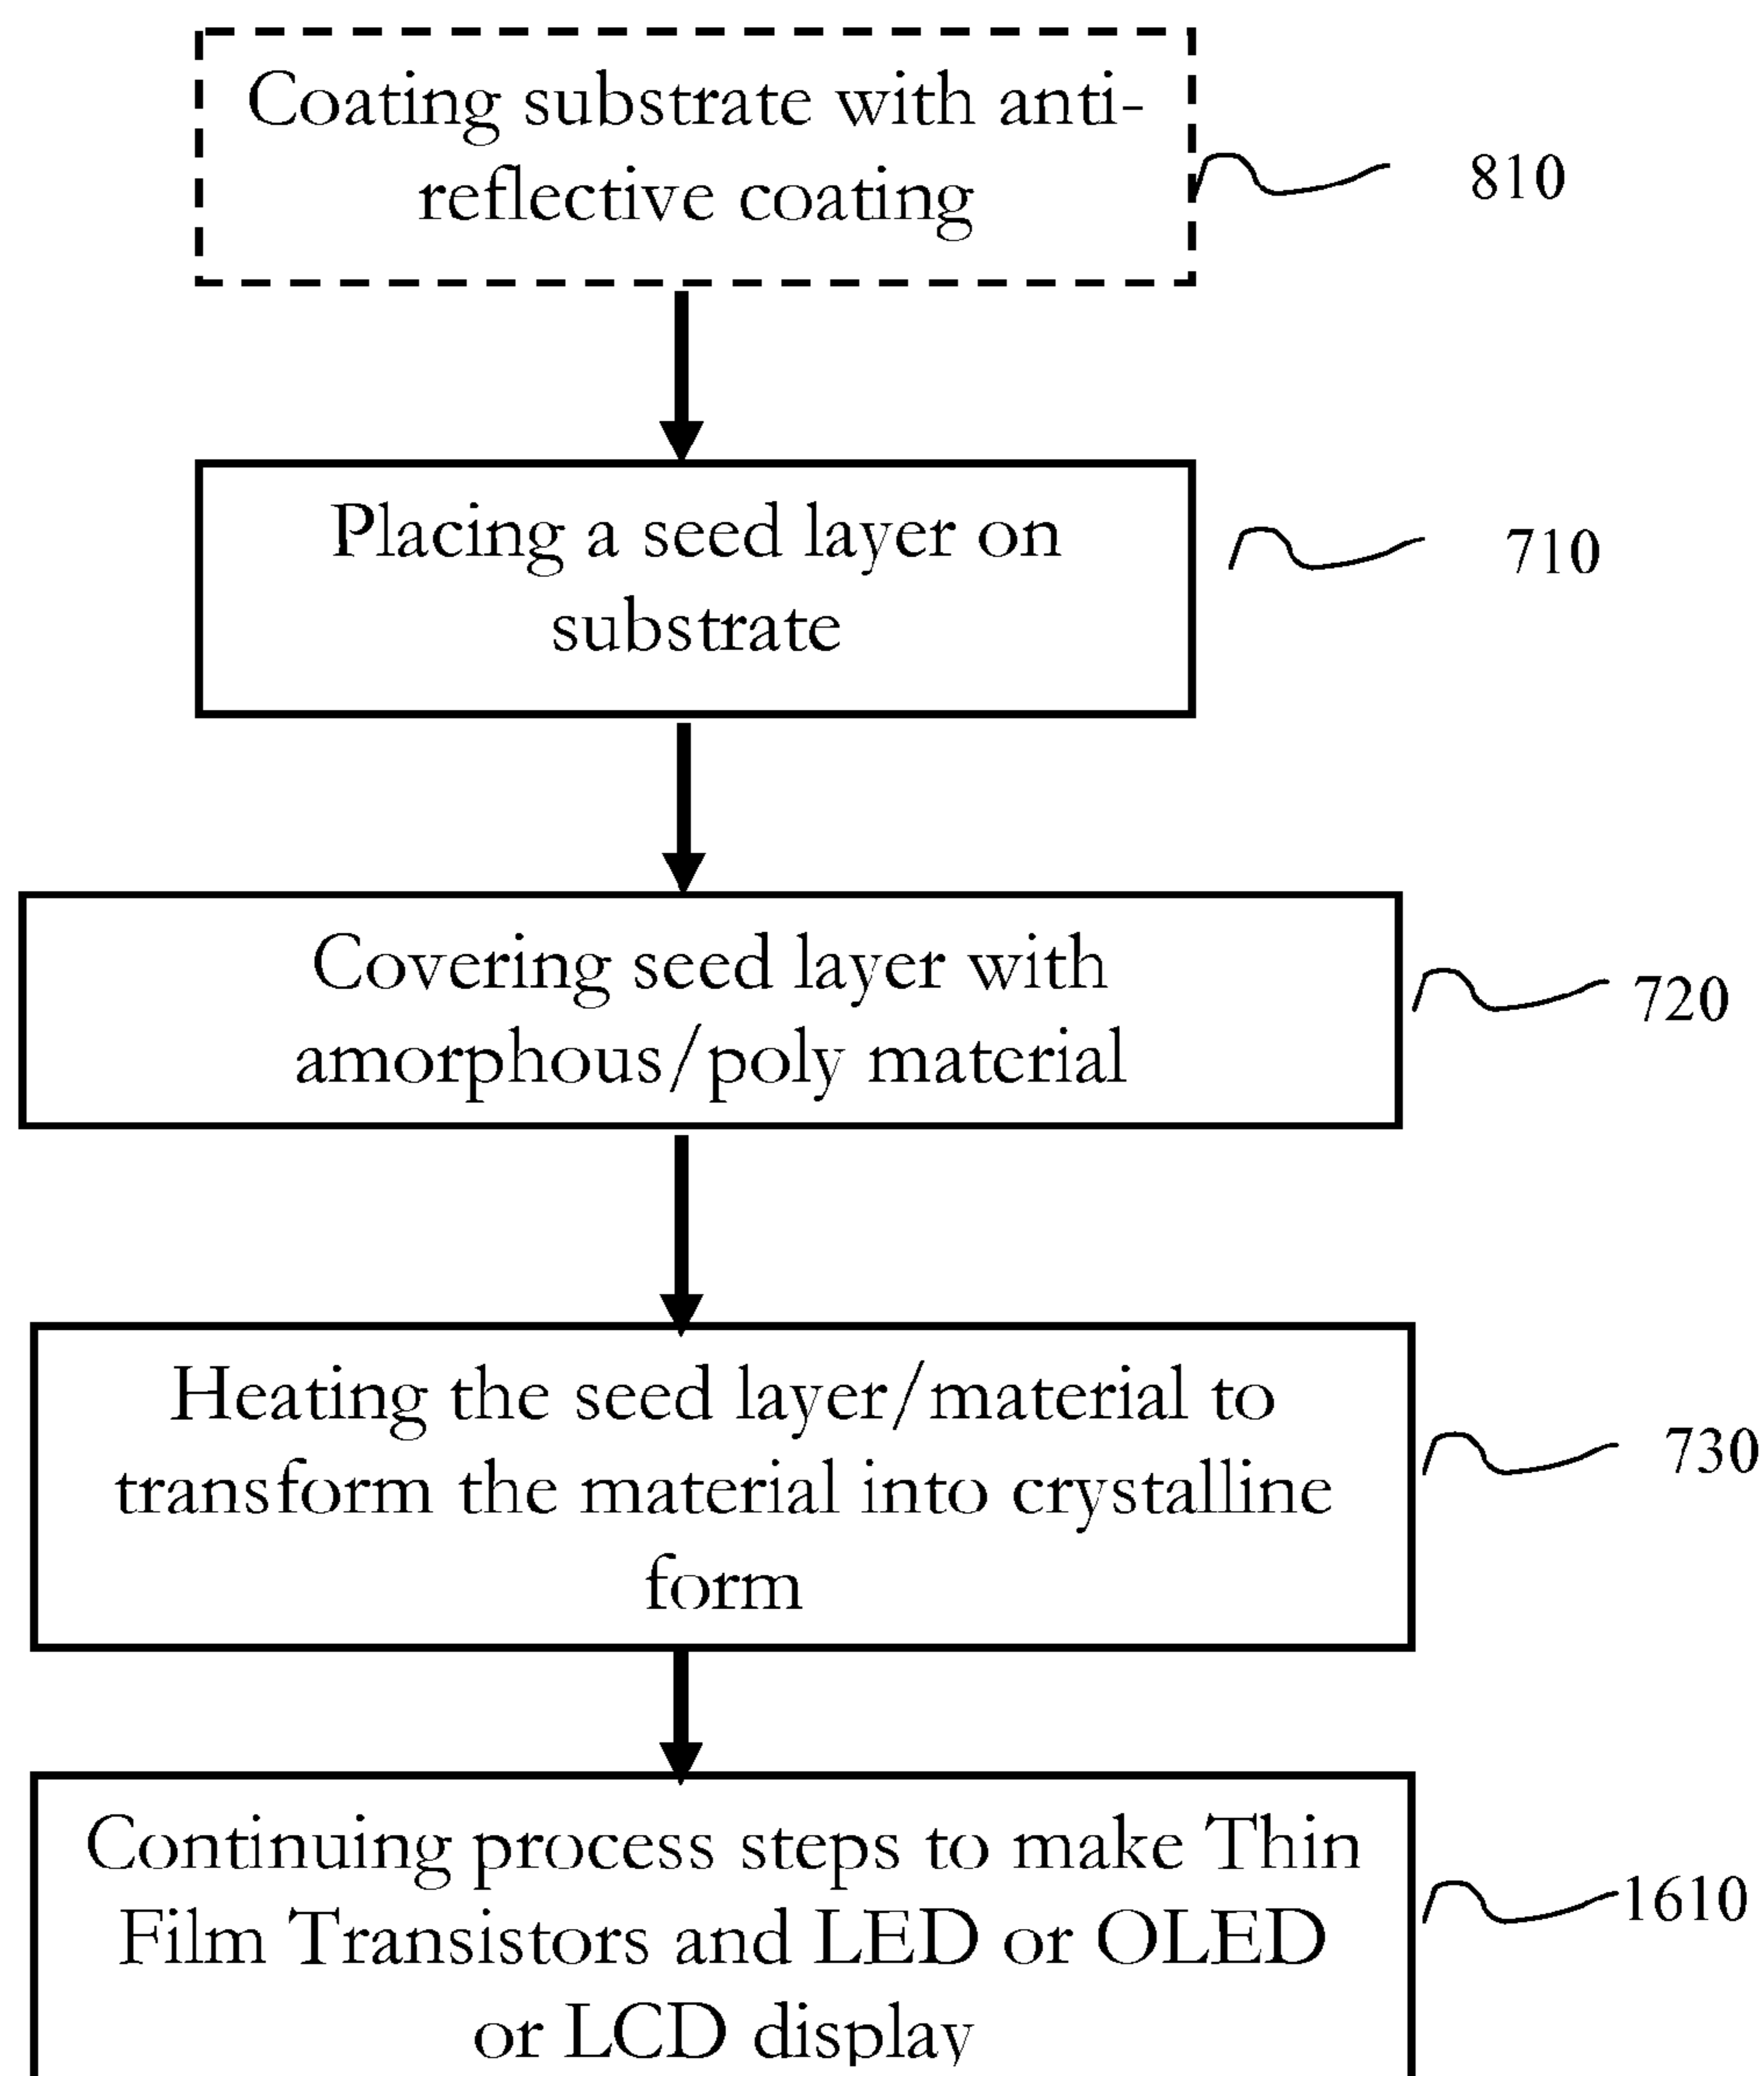 Coating substrate with anti-
reflective coating
810
Placing a seed layer on
substrate
710
Covering seed layer with
amorphous/poly material
720
Heating the seed layer/material to
transform the material into crystalline
form
730
Continuing process steps to make Thin
Film Transistors and LED or OLED
or LCD display
1610